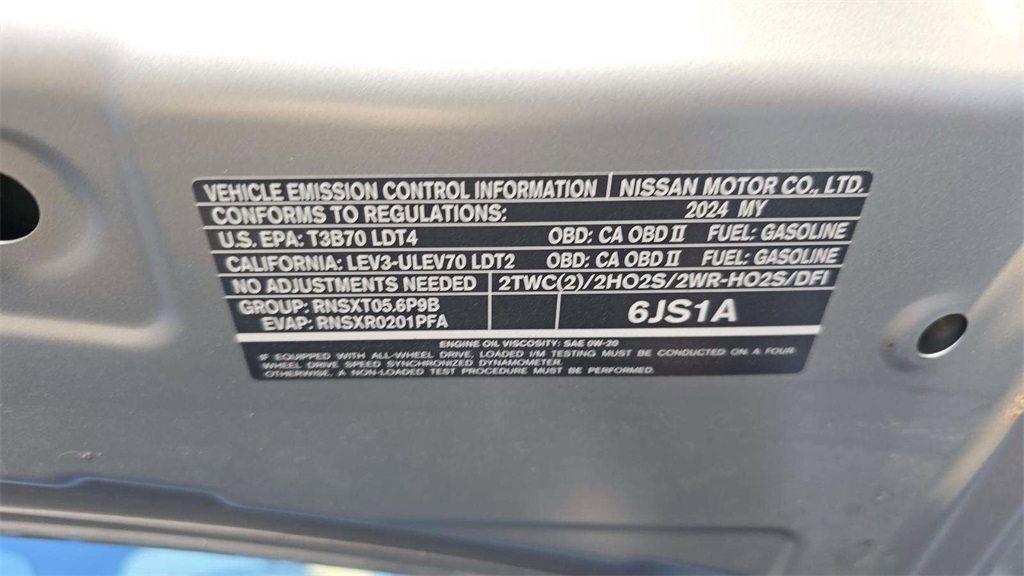 VEHICLE EMISSION CONTROL INFORMATION NISSAN MOTOR CO., LTD.
CONFORMS TO REGULATIONS: 2024 MY
U.S. EPA: T3B70 LDT4 OBD: CA OBD II FUEL: GASOLINE
CALIFORNIA: LEV3-ULEV70 LDT2 OBD: CA OBD II FUEL: GASOLINE
NO ADJUSTMENTS NEEDED 2TWC(2)/2HO2S/2WR-HO2S/DFI
GROUP: RNSXT05.6P9B
EVAP: RNSXR0201PFA
6JS1A
ENGINE OIL VISCOSITY: SAE 0W-20
IF EQUIPPED WITH ALL-WHEEL DRIVE, LOADED I/M TESTING MUST BE CONDUCTED ON A FOUR
WHEEL DRIVE SPEED SYNCHRONIZED DYNAMOMETER.
OTHERWISE, A NON-LOADED TEST PROCEDURE MUST BE PERFORMED.